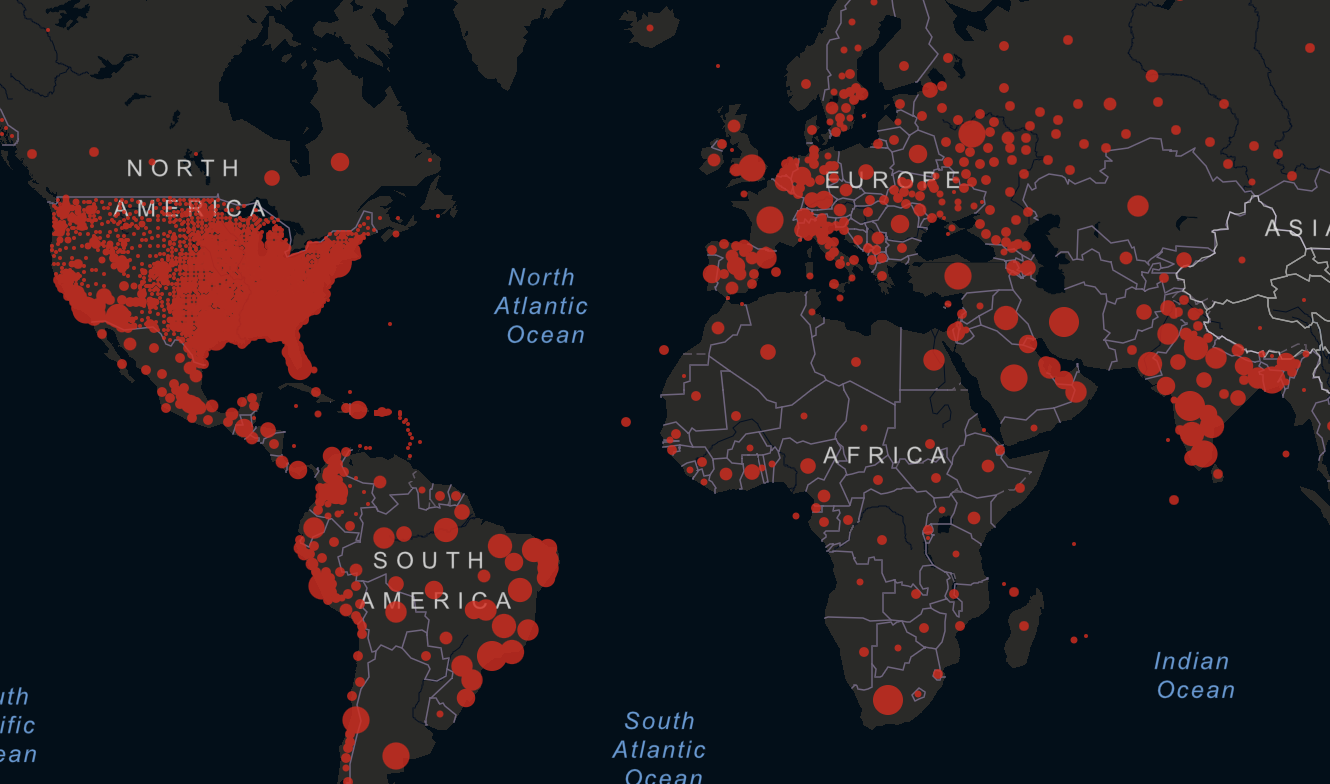 NORTH
AMERICA
EUROPE
ASIA
North
Atlantic
Ocean
AFRICA
SOUTH
AMERICA
Indian
Ocean
uth
ific
ean
South
Atlantic
Ocean